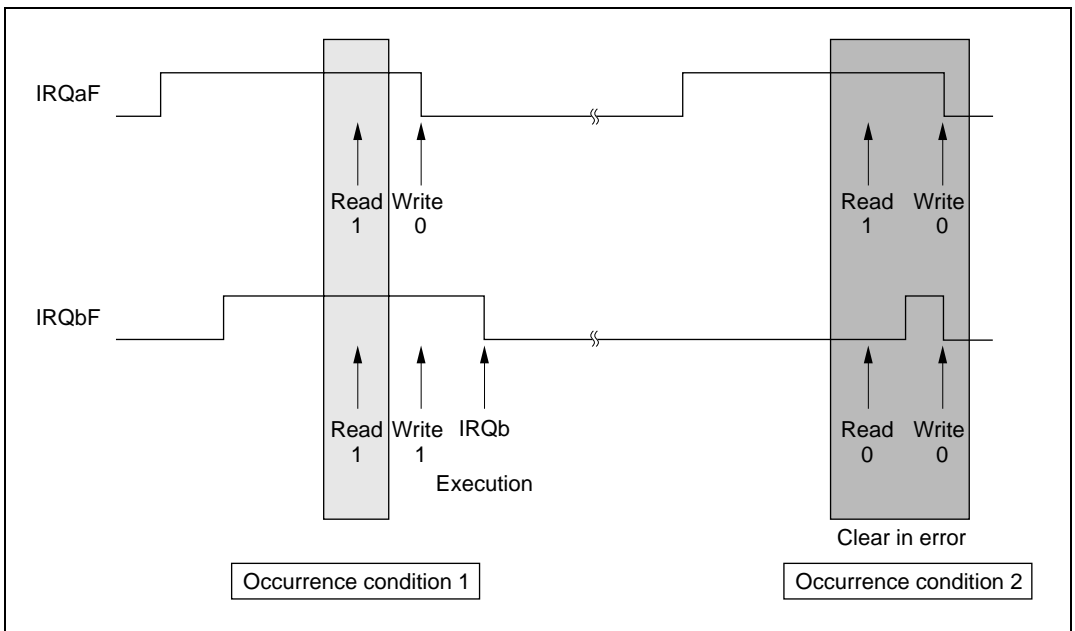 IRQaF
Read Write
1 0
Read Write
1 0
IRQbF
Read Write IRQb
1 1
Execution
Read Write
0 0
Clear in error
Occurrence condition 1
Occurrence condition 2